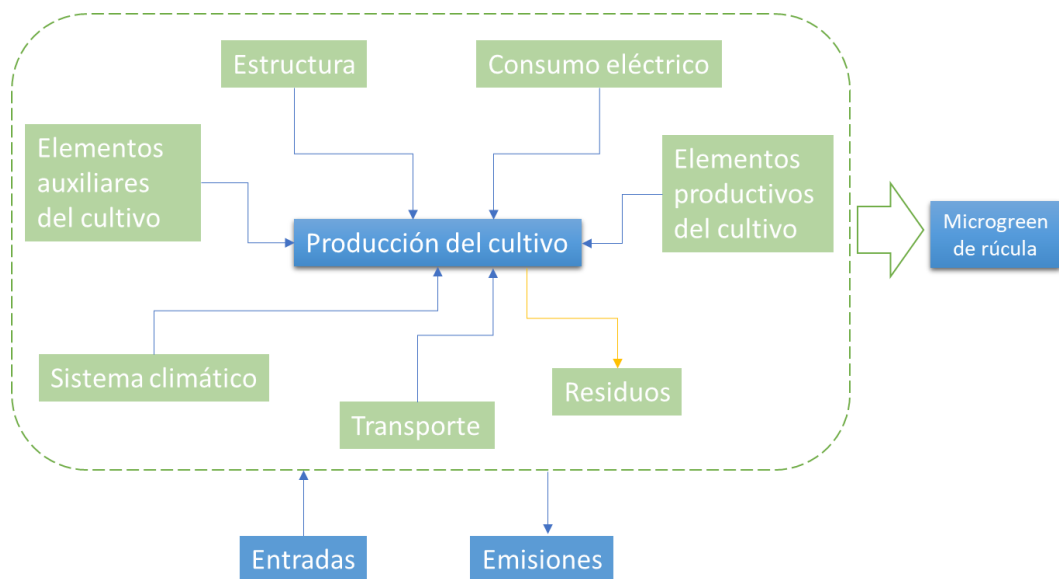 Estructura
Consumo eléctrico
Elementos
auxiliares
del cultivo
Elementos
productivos
del cultivo
Producción del cultivo
Microgreen
de rúcula
Sistema climático
Transporte
Residuos
Entradas
Emisiones